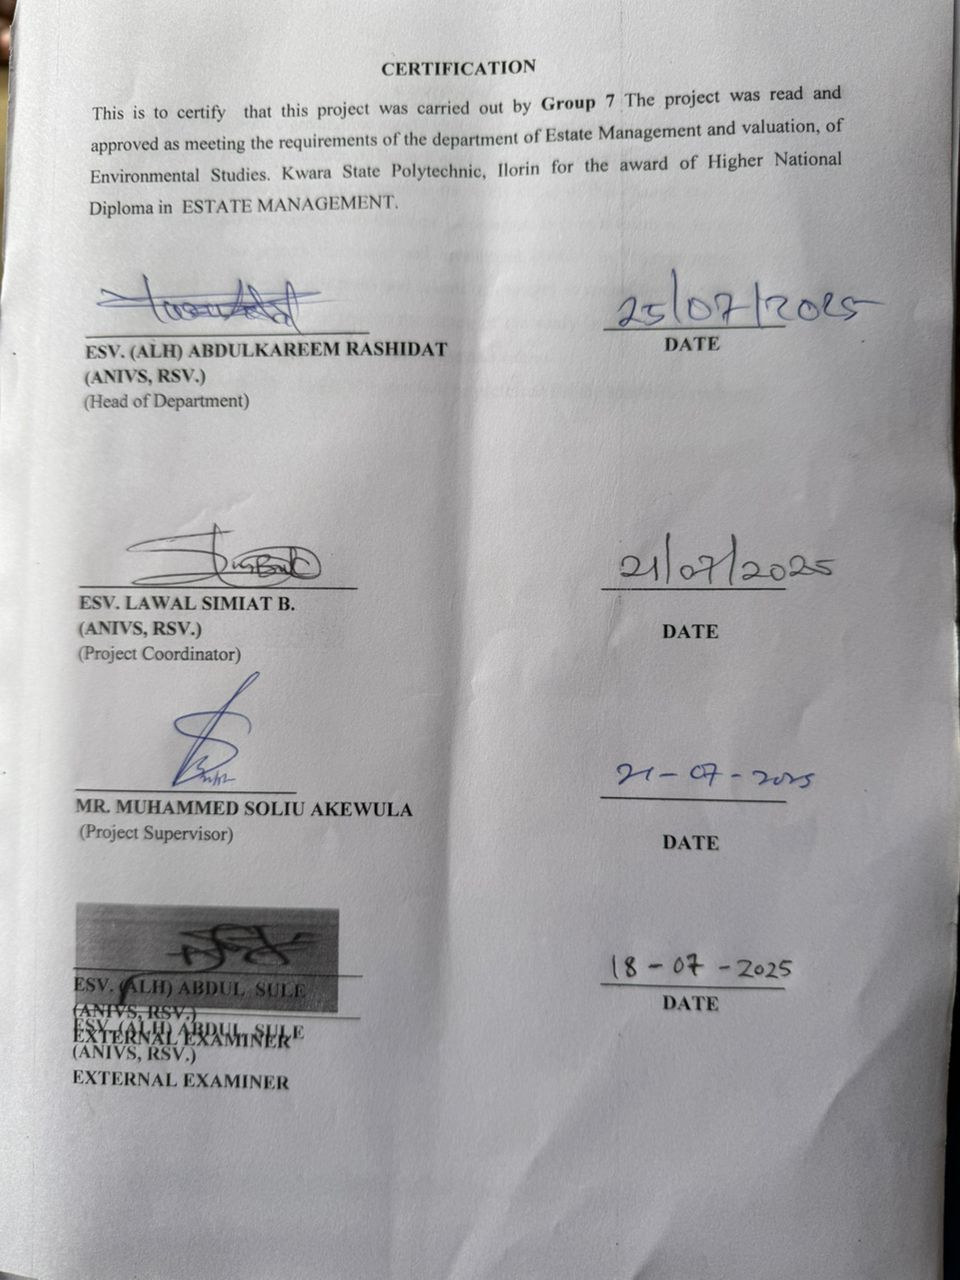 CERTIFICATION
This is to certify that this project was carried out by Group 7 The project was read and
approved as meeting the requirements of the department of Estate Management and valuation, of
Environmental Studies. Kwara State Polytechnic, Ilorin for the award of Higher National
Diploma in ESTATE MANAGEMENT.
25/07/2025
ESV. (ALH) ABDULKAREEM RASHIDAT
DATE
(ANIVS, RSV.)
(Head of Department)
21/07/2025
ESV. LAWAL SIMIAT B.
(ANIVS, RSV.)
DATE
(Project Coordinator)
21-07-2025
MR. MUHAMMED SOLIU AKEWULA
(Project Supervisor)
DATE
18-07-2025
ESV. (ALH) ABDUL SULE
DATE
(ANIVS, RSV.)
ESV. (ALH) ABDUL SULE
EXTERNAL EXAMINER
(ANIVS, RSV.)
EXTERNAL EXAMINER